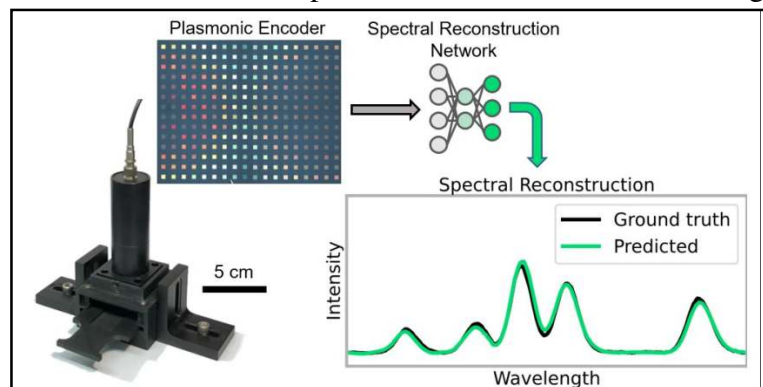 Plasmonic Encoder
Spectral Reconstruction
Network
Spectral Reconstruction
Ground truth
Predicted
5 cm
Intensity
Wavelength